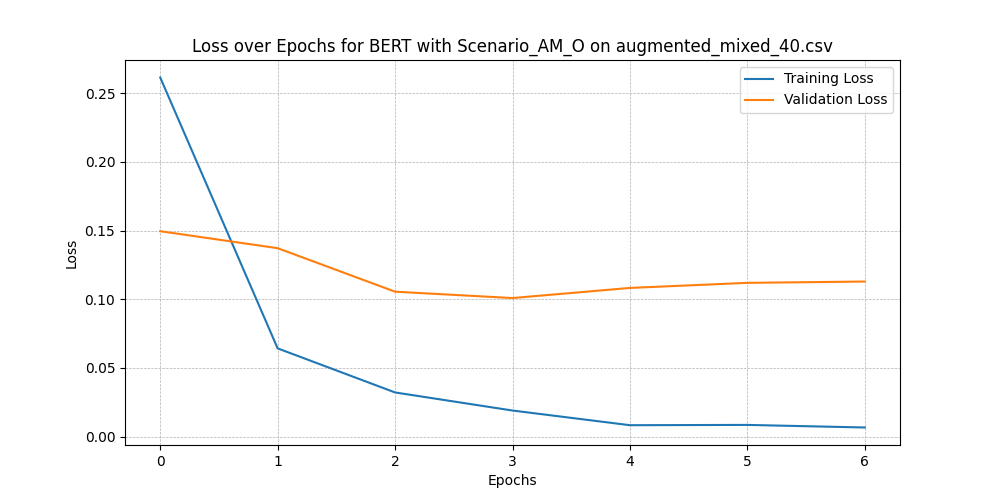 Loss over Epochs for BERT with Scenario_AM_O on augmented_mixed_40.csv
Training Loss
Validation Loss
0.25
0.20
0.15
0.10
0.05
0.00
Loss
0 1 2 3 4 5 6
Epochs